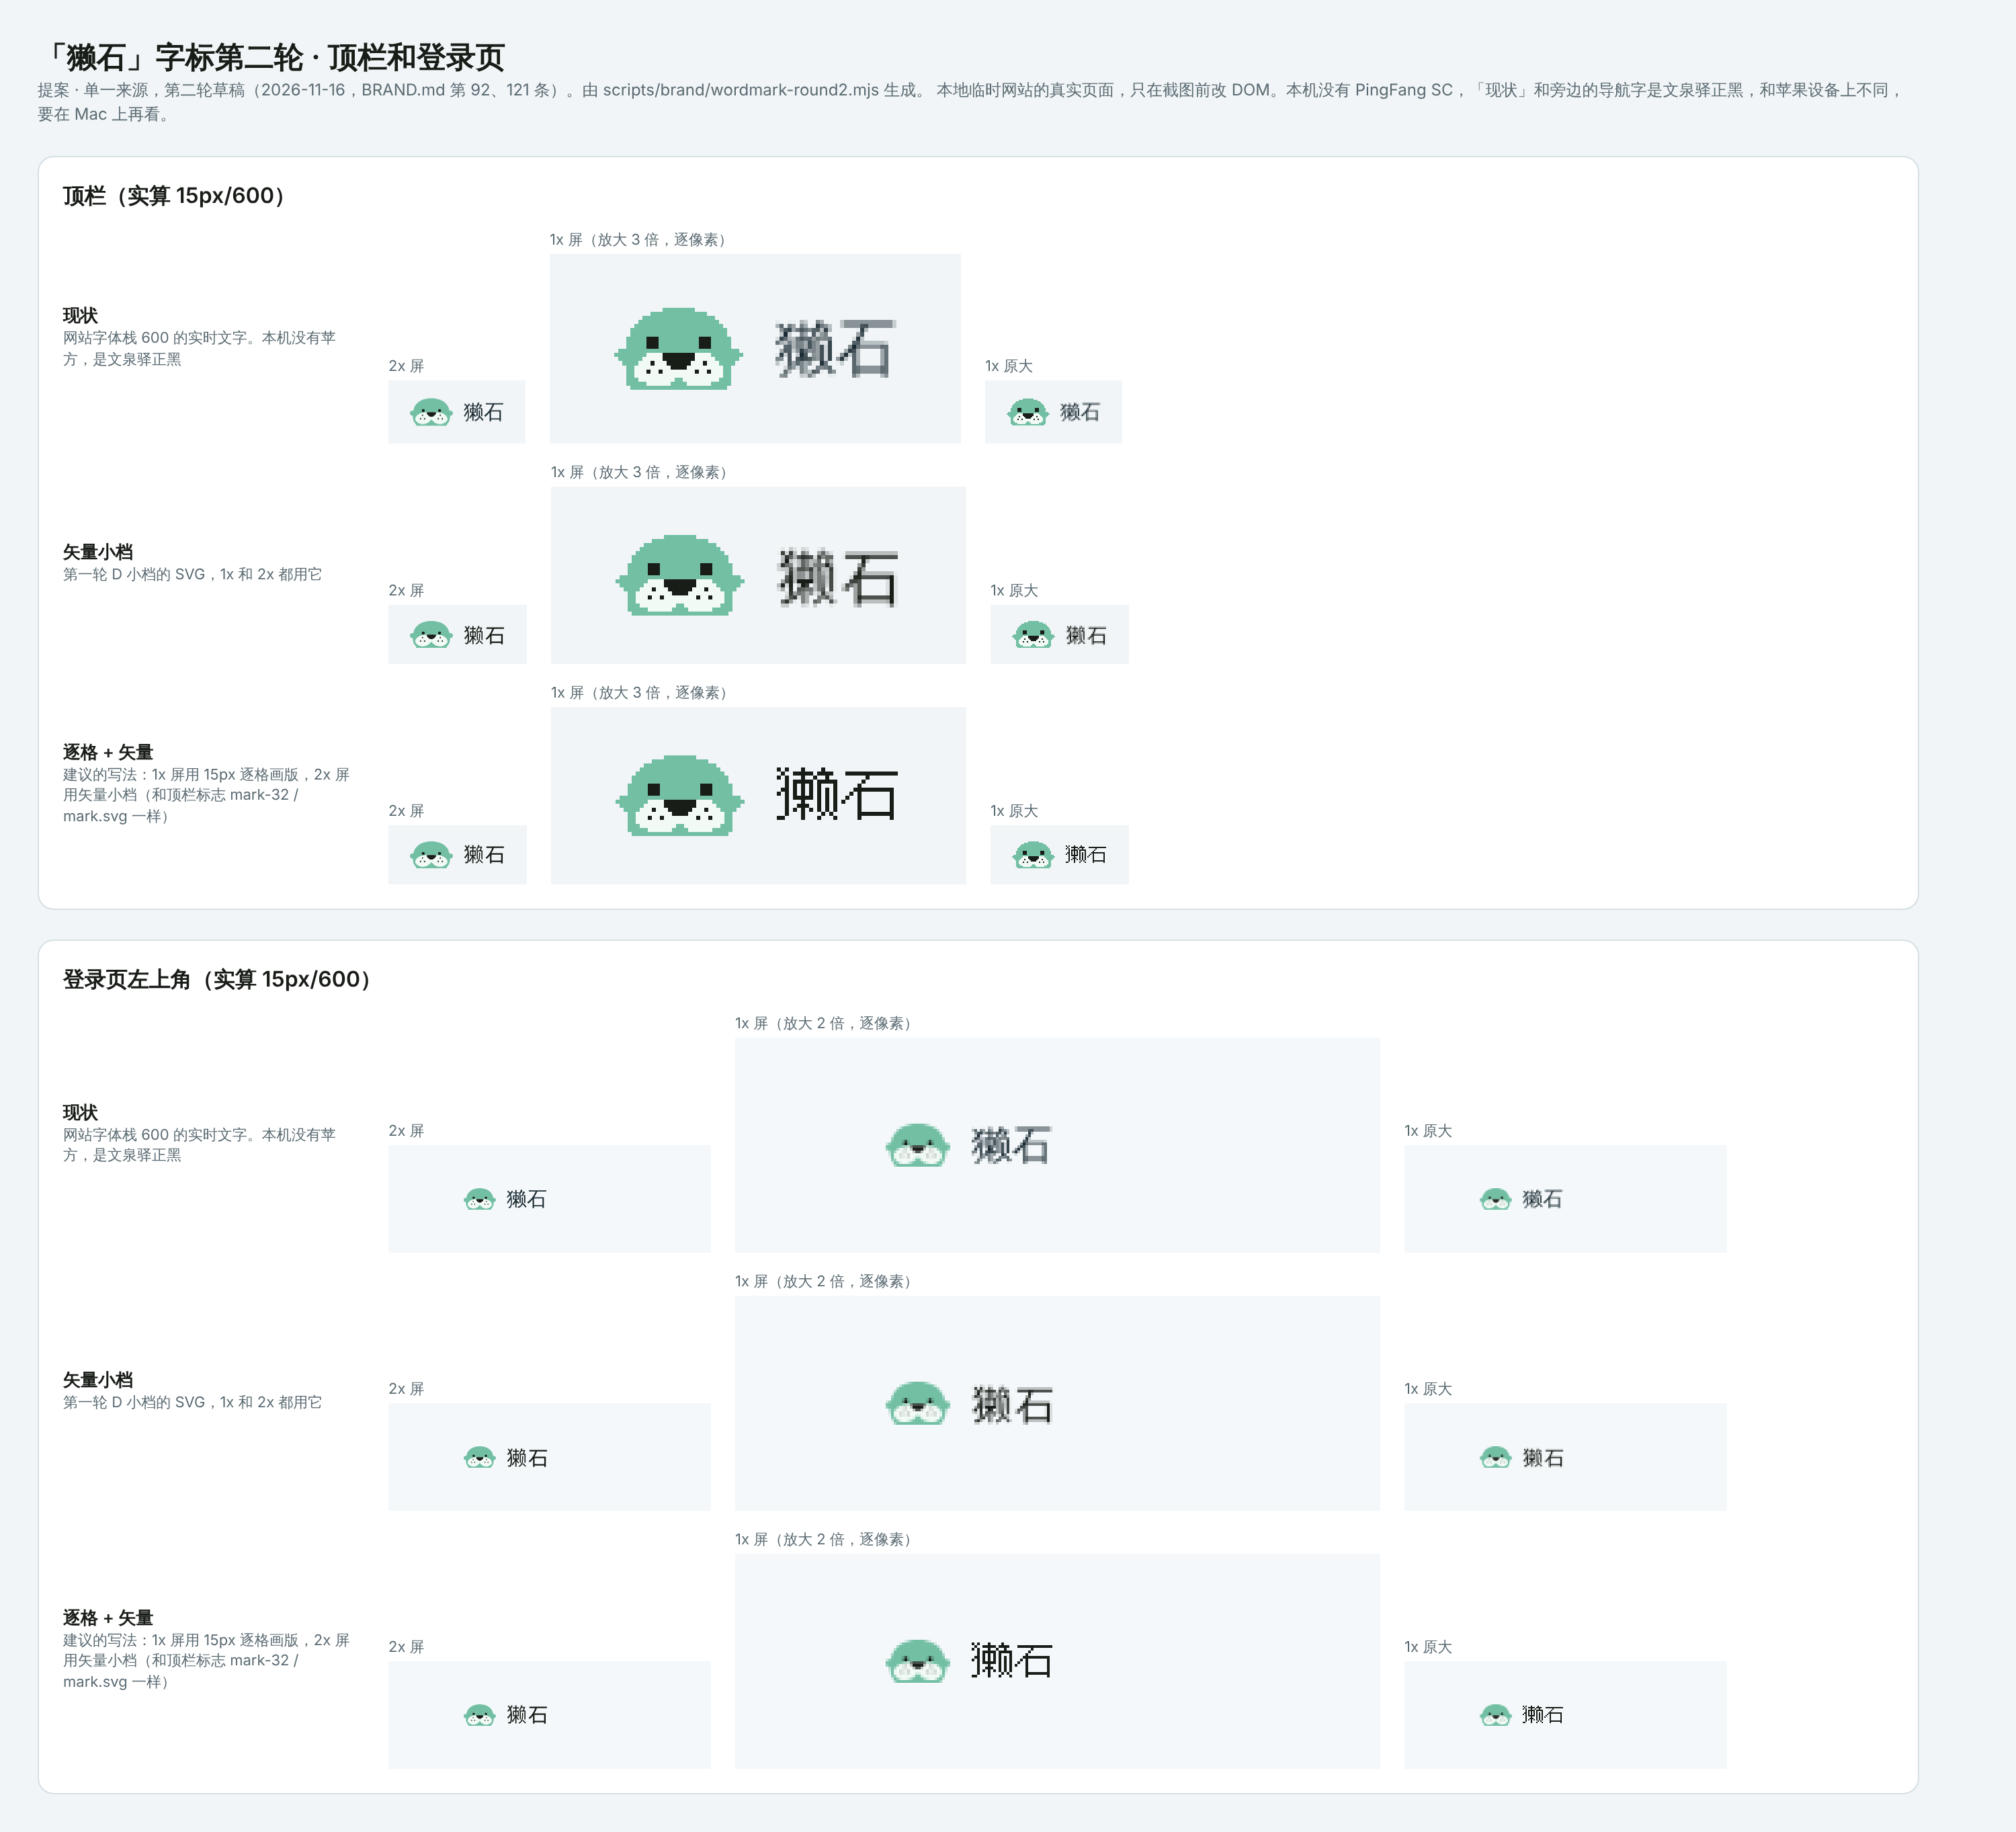 「獭石」字标第二轮 · 顶栏和登录页
提案 · 单一来源，第二轮草稿（2026-11-16，BRAND.md 第 92、121 条）。由 scripts/brand/wordmark-round2.mjs 生成。 本地临时网站的真实页面，只在截图前改 DOM。本机没有 PingFang SC，「现状」和旁边的导航字是文泉驿正黑，和苹果设备上不同，
要在 Mac 上再看。
顶栏（实算 15px/600）
现状
网站字体栈 600 的实时文字。本机没有苹
方，是文泉驿正黑
2x 屏
獭石
1x 屏（放大 3 倍，逐像素）
獭石
1x 原大
獭石
矢量小档
第一轮 D 小档的 SVG，1x 和 2x 都用它
2x 屏
獭石
1x 屏（放大 3 倍，逐像素）
獭石
1x 原大
獭石
逐格 + 矢量
建议的写法：1x 屏用 15px 逐格画版，2x 屏
用矢量小档（和顶栏标志 mark-32 /
mark.svg 一样）
2x 屏
獭石
1x 屏（放大 3 倍，逐像素）
獭石
1x 原大
獭石
登录页左上角（实算 15px/600）
现状
网站字体栈 600 的实时文字。本机没有苹
方，是文泉驿正黑
2x 屏
獭石
1x 屏（放大 2 倍，逐像素）
獭石
1x 原大
獭石
矢量小档
第一轮 D 小档的 SVG，1x 和 2x 都用它
2x 屏
獭石
1x 屏（放大 2 倍，逐像素）
獭石
1x 原大
獭石
逐格 + 矢量
建议的写法：1x 屏用 15px 逐格画版，2x 屏
用矢量小档（和顶栏标志 mark-32 /
mark.svg 一样）
2x 屏
獭石
1x 屏（放大 2 倍，逐像素）
獭石
1x 原大
獭石